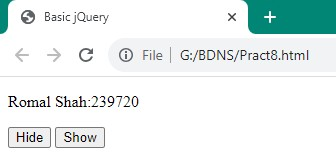 Basic jQuery
File G:/BDNS/Pract8.html
Romal Shah:239720
Hide Show